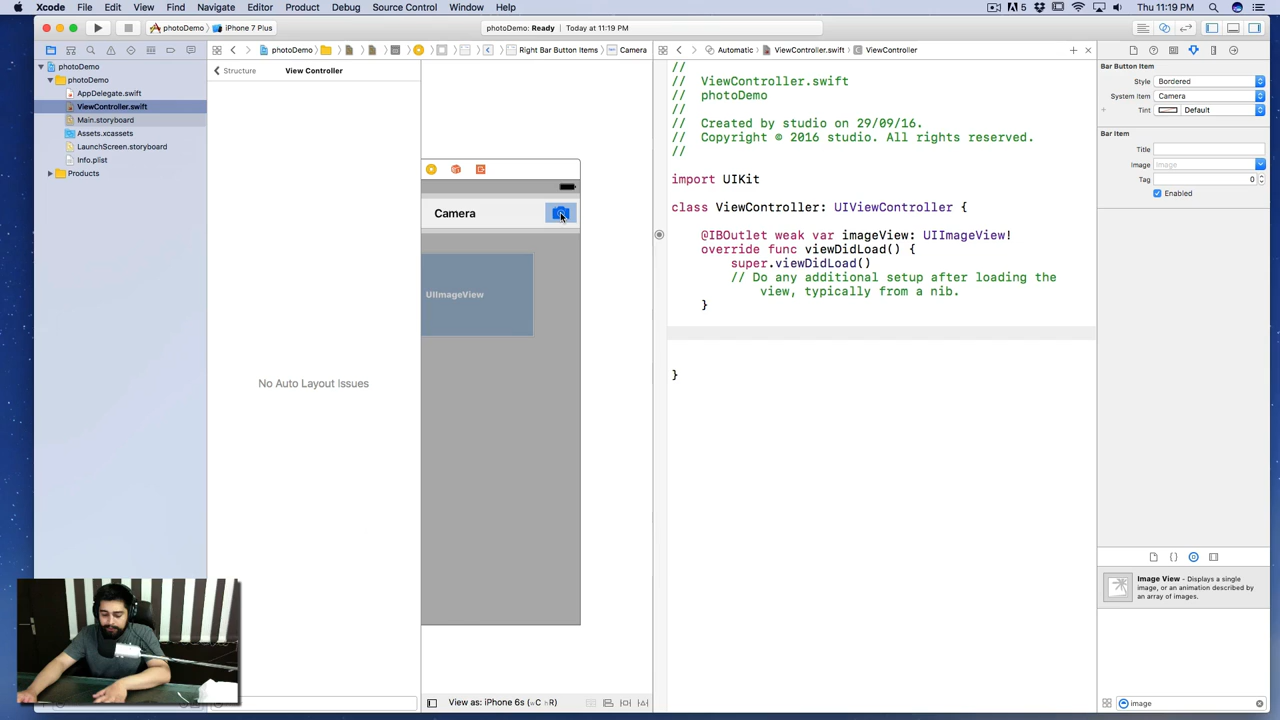 Xcode File Edit View Find Navigate Editor Product Debug Source Control Window Help
5
Thu 11:19 PM
photoDemo iPhone 7 Plus
photoDemo: Ready Today at 11:19 PM
photoDemo Right Bar Button Items Camera
Automatic ViewController.swift ViewController
photoDemo
photoDemo
AppDelegate.swift
ViewController.swift
Main.storyboard
Assets.xcassets
LaunchScreen.storyboard
Info.plist
Products
Structure View Controller
No Auto Layout Issues
Camera
UIImageView
View as: iPhone 6s (wC hR)
//
// ViewController.swift
// photoDemo
//
// Created by studio on 29/09/16.
// Copyright © 2016 studio. All rights reserved.
//
import UIKit
class ViewController: UIViewController {
@IBOutlet weak var imageView: UIImageView!
override func viewDidLoad() {
super.viewDidLoad()
// Do any additional setup after loading the
view, typically from a nib.
}
}
Bar Button Item
Style Bordered
System Item Camera
Tint Default
Bar Item
Title
Image Image
Tag 0
Enabled
Image View - Displays a single
image, or an animation described by
an array of images.
image